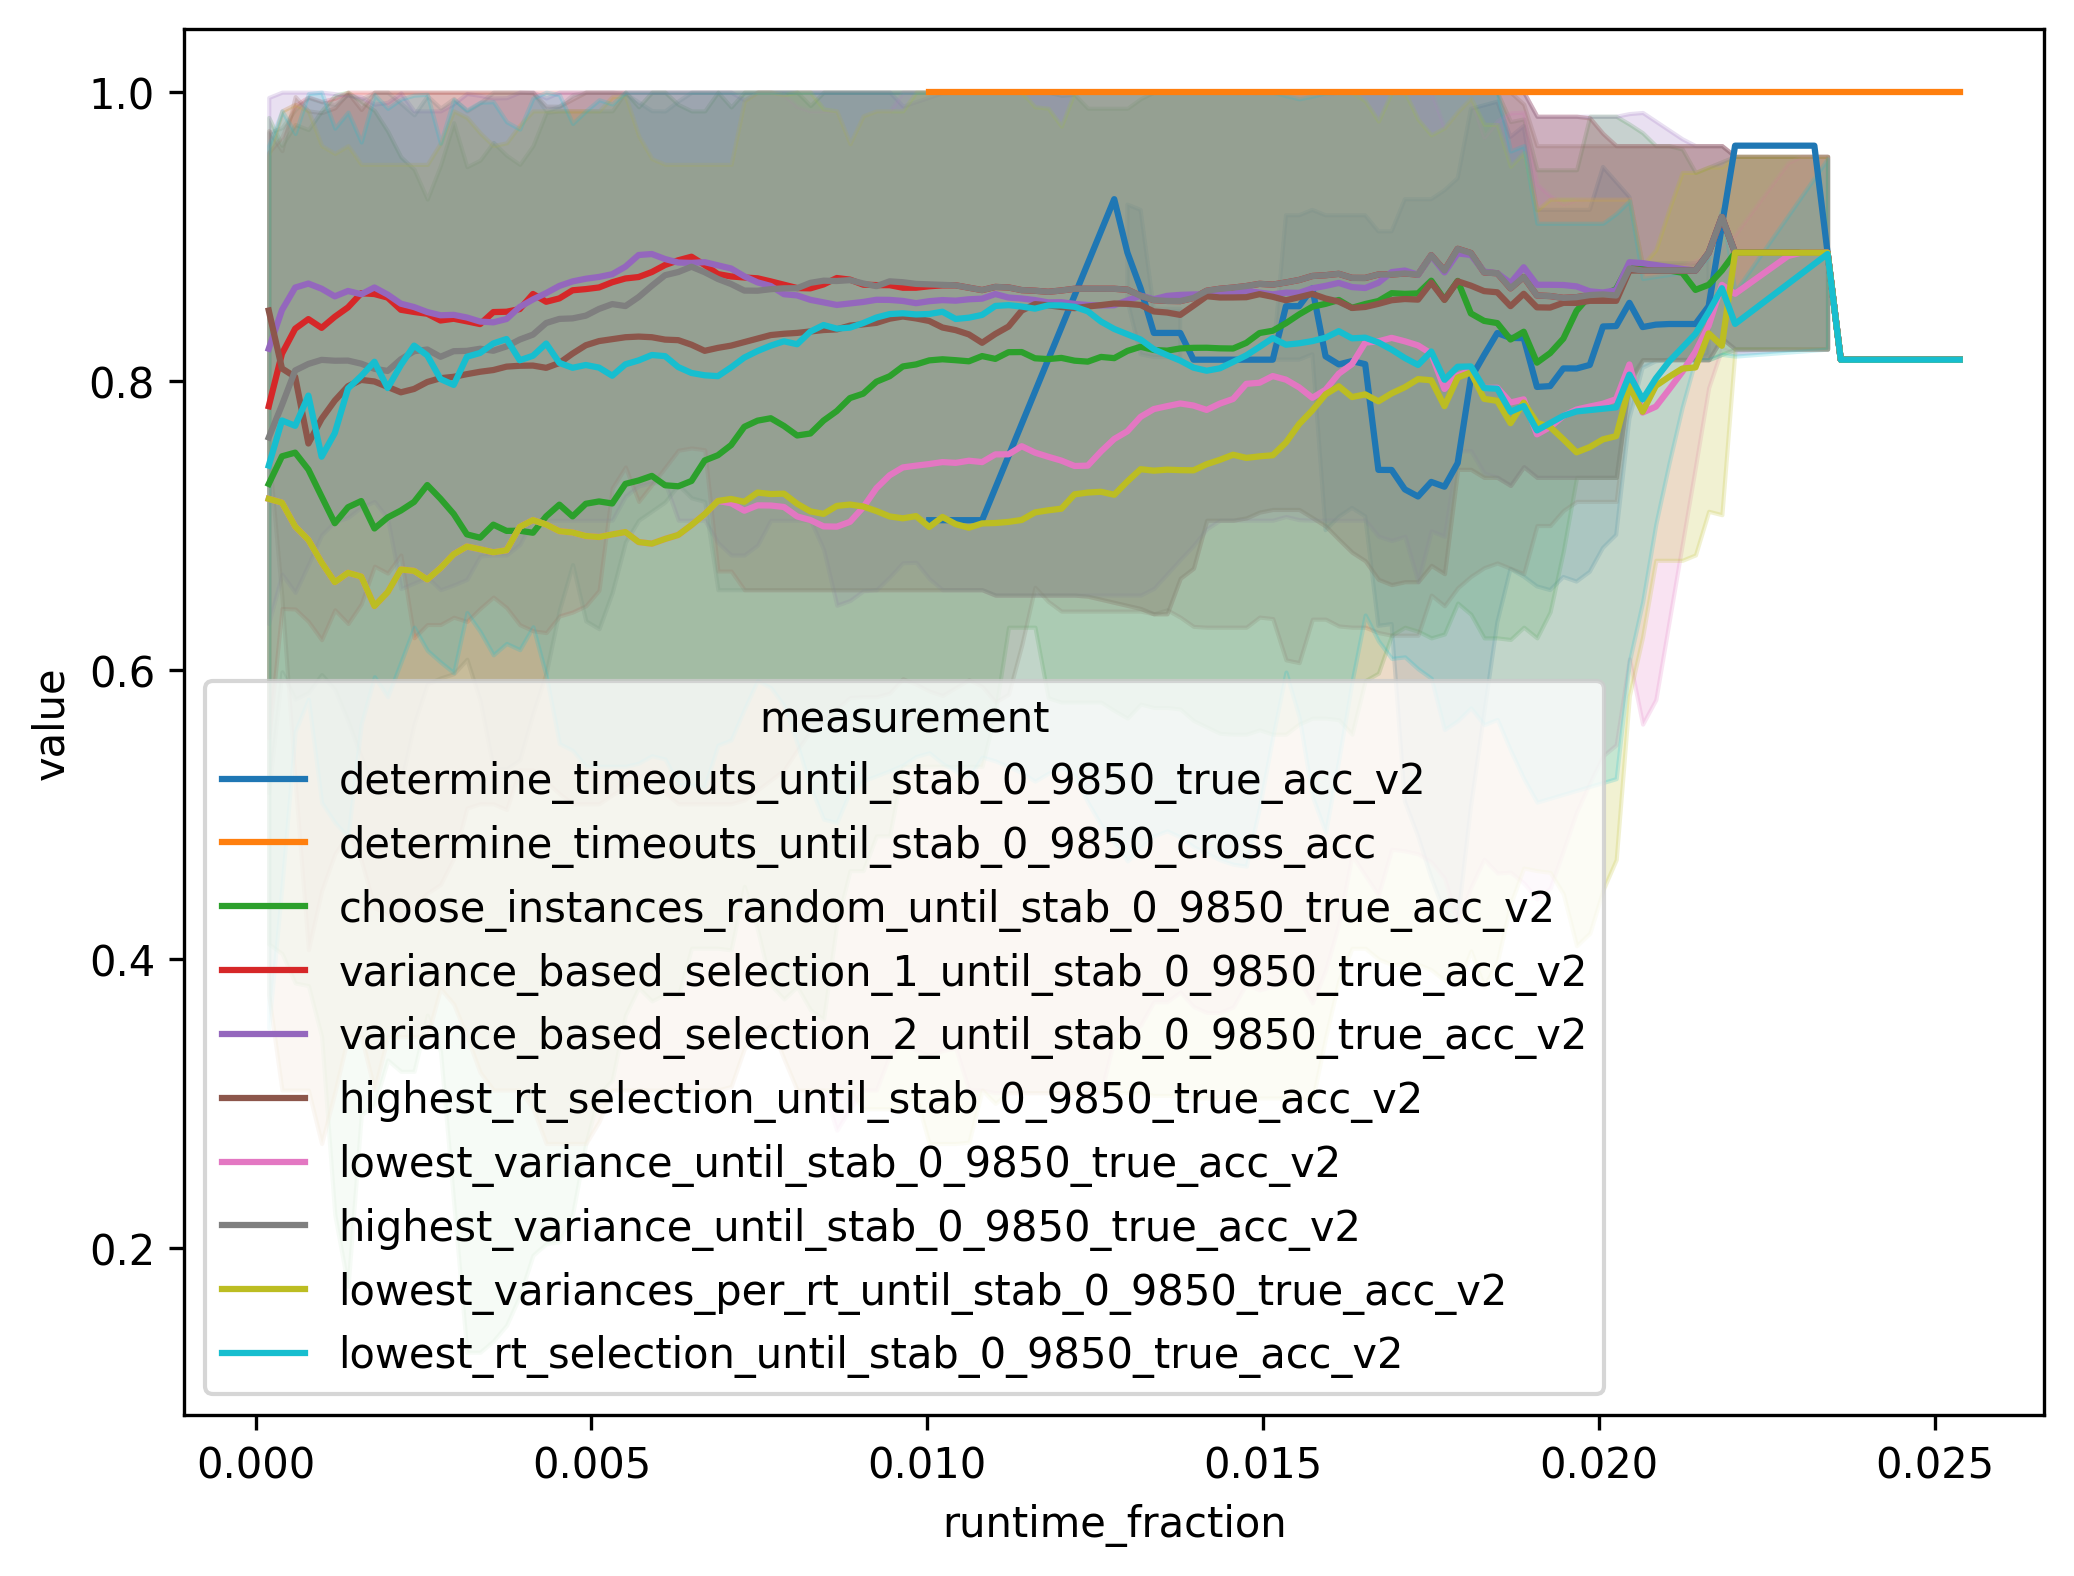 value
1.0
0.8
0.6
0.4
0.2
measurement
determine_timeouts_until_stab_0_9850_true_acc_v2
determine_timeouts_until_stab_0_9850_cross_acc
choose_instances_random_until_stab_0_9850_true_acc_v2
variance_based_selection_1_until_stab_0_9850_true_acc_v2
variance_based_selection_2_until_stab_0_9850_true_acc_v2
highest_rt_selection_until_stab_0_9850_true_acc_v2
lowest_variance_until_stab_0_9850_true_acc_v2
highest_variance_until_stab_0_9850_true_acc_v2
lowest_variances_per_rt_until_stab_0_9850_true_acc_v2
lowest_rt_selection_until_stab_0_9850_true_acc_v2
0.000 0.005 0.010 0.015 0.020 0.025
runtime_fraction